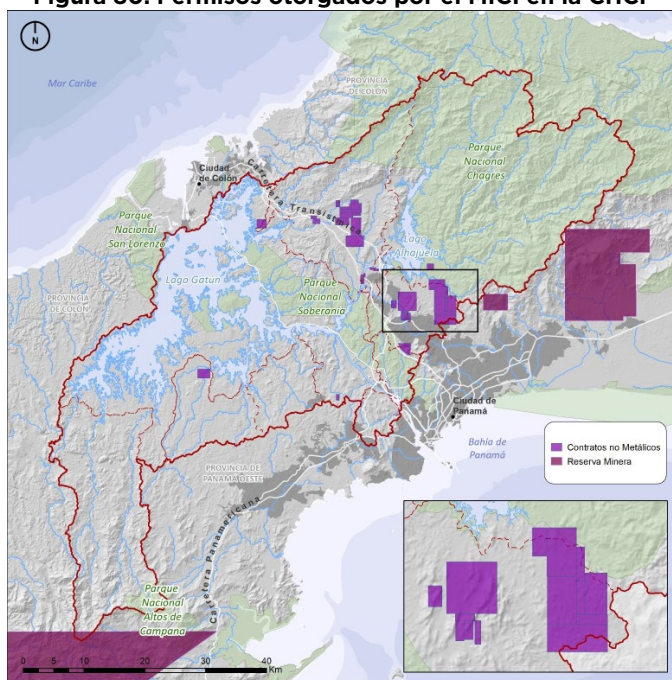 Figura 30. Permisos otorgados por el MICI en la CHCP
N
Mar Caribe
PROVINCIA
DE COLÓN
Ciudad
de Colón
Carretera Transístmica
Parque
Nacional
Chagres
Parque
Nacional
San Lorenzo
Lago
Alhajuela
Lago Gatún
Parque
Nacional
Soberanía
PROVINCIA
DE COLÓN
Ciudad de
Panamá
Bahía de
Panamá
Contratos no Metálicos
Reserva Minera
PROVINCIA DE
PANAMÁ OESTE
Carretera Panamericana
Parque
Nacional
Altos de
Campana
0 5 10 20 30 40
Km